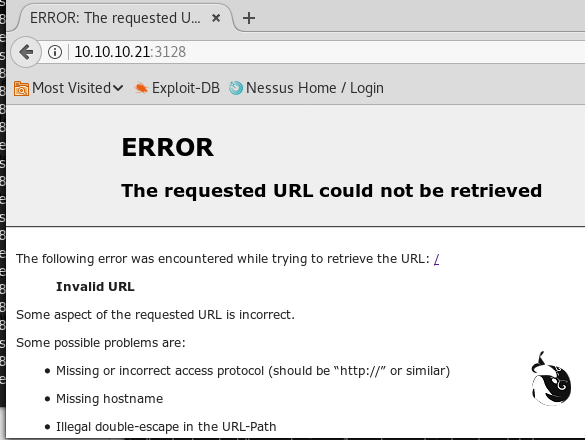 ERROR: The requested U...
10.10.10.21:3128
Most Visited Exploit-DB Nessus Home / Login
ERROR
The requested URL could not be retrieved
The following error was encountered while trying to retrieve the URL: /
Invalid URL
Some aspect of the requested URL is incorrect.
Some possible problems are:
• Missing or incorrect access protocol (should be “http://” or similar)
• Missing hostname
• Illegal double-escape in the URL-Path